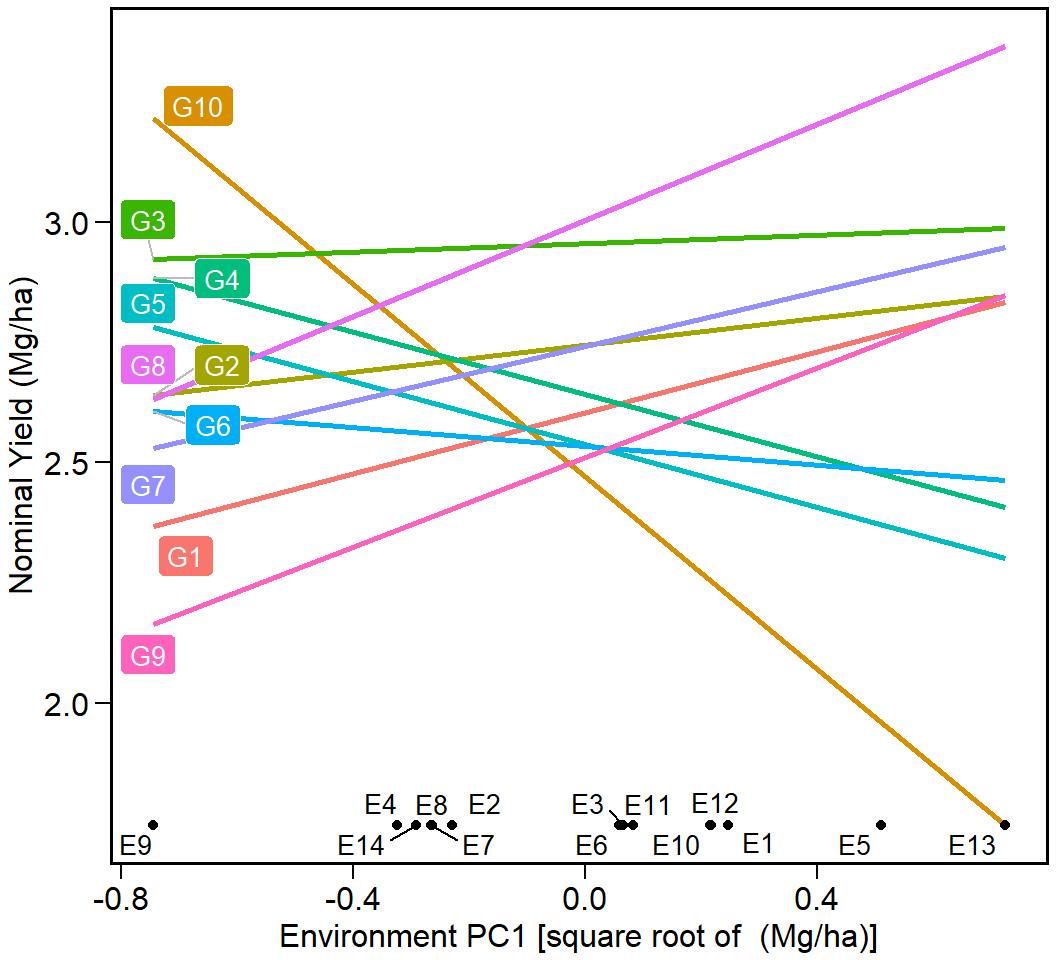 G10
G3
3.0
G4
G5
G8
G2
G6
2.5
G7
G1
G9
2.0
Nominal Yield (Mg/ha)
E4 E8 E2 E3 E11 E12
E9 E14 E7 E6 E10 E1 E5 E13
-0.8 -0.4 0.0 0.4
Environment PC1 [square root of (Mg/ha)]